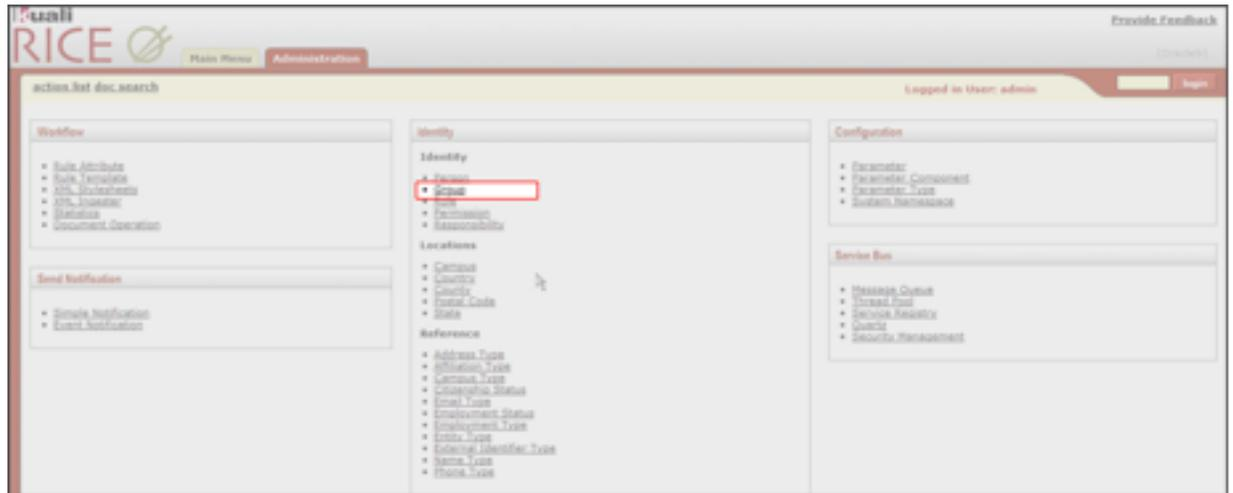 Kuali
RICE
Provide Feedback
Main Menu
Administration
action list doc search
Logged in User: admin
login
Workflow
Rule Attribute
Rule Template
XML Stylesheets
XML Ingester
Statistics
Document Operation
Send Notification
Simple Notification
Event Notification
Identity
Identity
Person
Group
Role
Permission
Responsibility
Locations
Campus
Country
County
Postal Code
State
Reference
Address Type
Affiliation Type
Campus Type
Citizenship Status
Email Type
Employment Status
Employment Type
Entity Type
External Identifier Type
Name Type
Phone Type
Configuration
Parameter
Parameter Component
Parameter Type
System Namespace
Service Bus
Message Queue
Thread Pool
Service Registry
Quartz
Security Management